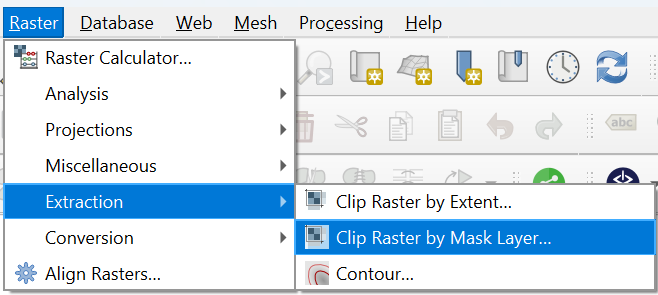 Raster Database Web Mesh Processing Help
Raster Calculator...
Analysis
Projections
Miscellaneous
Extraction
Conversion
Align Rasters...
abc
Clip Raster by Extent...
Clip Raster by Mask Layer...
Contour...